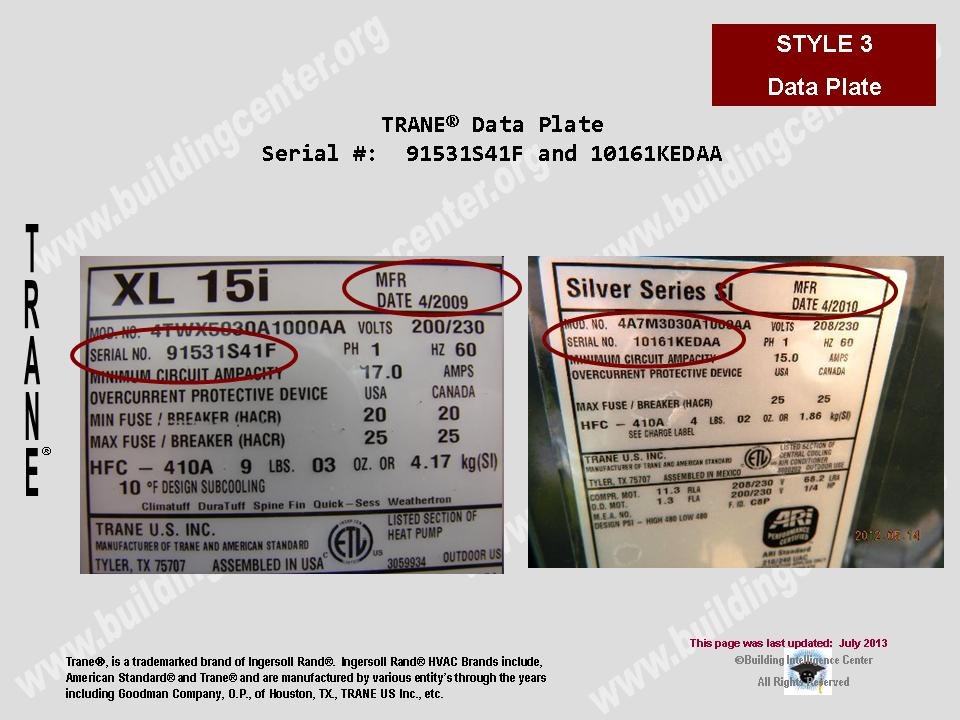 STYLE 3
Data Plate
TRANE® Data Plate
Serial #: 91531S41F and 10161KEDAA
TRANE®
XL 15i
MFR
DATE 4/2009
MOD. NO. 4TWX5030A1000AA VOLTS 200/230
SERIAL NO. 91531S41F PH 1 HZ 60
MINIMUM CIRCUIT AMPACITY 17.0 AMPS
OVERCURRENT PROTECTIVE DEVICE USA CANADA
MIN FUSE / BREAKER (HACR) 20 20
MAX FUSE / BREAKER (HACR) 25 25
HFC - 410A 9 LBS. 03 OZ. OR 4.17 kg(SI)
10 °F DESIGN SUBCOOLING
Climatuff DuraTuff Spine Fin Quick-Sess Weathertron
TRANE U.S. INC.
MANUFACTURER OF TRANE AND AMERICAN STANDARD
TYLER, TX 75707 ASSEMBLED IN USA
ETL US
LISTED SECTION OF
HEAT PUMP
3059934 OUTDOOR US
Silver Series SI
MFR
DATE 4/2010
MOD. NO. 4A7M3030A1000AA VOLTS 208/230
SERIAL NO. 10161KEDAA PH 1 HZ 60
MINIMUM CIRCUIT AMPACITY 15.0 AMPS
OVERCURRENT PROTECTIVE DEVICE USA CANADA
MAX FUSE / BREAKER (HACR) 25 25
HFC - 410A 4 LBS. 02 OZ. OR 1.86 kg(SI)
SEE CHARGE LABEL
TRANE U.S. INC.
MANUFACTURER OF TRANE AND AMERICAN STANDARD
TYLER, TX 75707 ASSEMBLED IN MEXICO
ETL
LISTED SECTION OF
CENTRAL COOLING
AIR CONDITIONER
OUTDOOR USE
COMPR. MOT. 11.3 RLA 208/230 V 68.2 LRA
O.D. MOT. 1.3 FLA 200/230 V 1/4 HP
M.E.A. NO. F. ID. C8P
DESIGN PSI - HIGH 480 LOW 480
ARI
PERFORMANCE
CERTIFIED
ARI Standard
210/240 UAC
2012-05-14
This page was last updated: July 2013
©Building Intelligence Center
All Rights Reserved
Trane®, is a trademarked brand of Ingersoll Rand®. Ingersoll Rand® HVAC Brands include,
American Standard® and Trane® and are manufactured by various entity's through the years
including Goodman Company, O.P., of Houston, TX., TRANE US Inc., etc.
www.buildingcenter.org